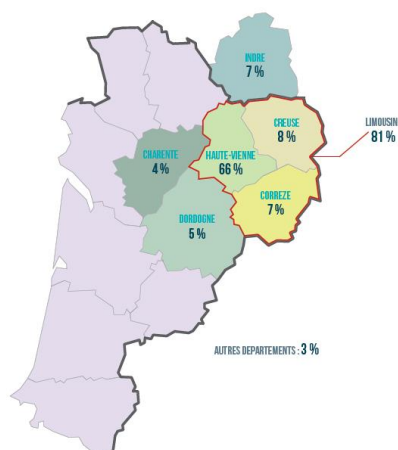 INDRE
7 %
CREUSE
8 %
LIMOUSIN
81 %
CHARENTE
4 %
HAUTE-VIENNE
66 %
CORREZE
7 %
DORDOGNE
5 %
AUTRES DEPARTEMENTS : 3 %